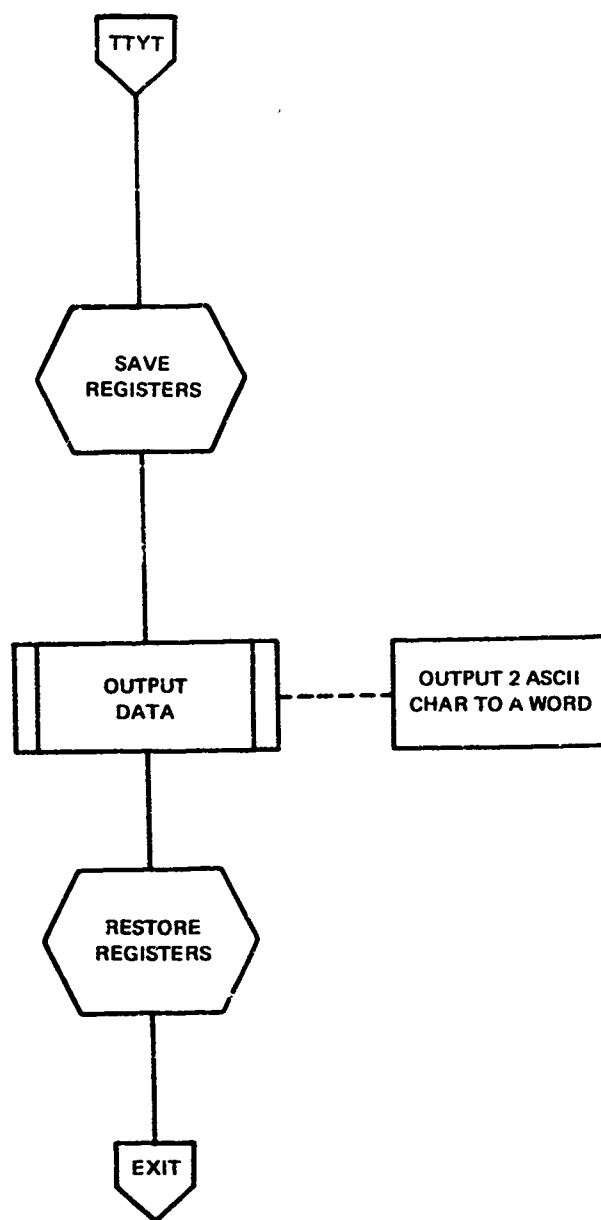 TTYT
SAVE
REGISTERS
OUTPUT
DATA
OUTPUT 2 ASCII
CHAR TO A WORD
RESTORE
REGISTERS
EXIT